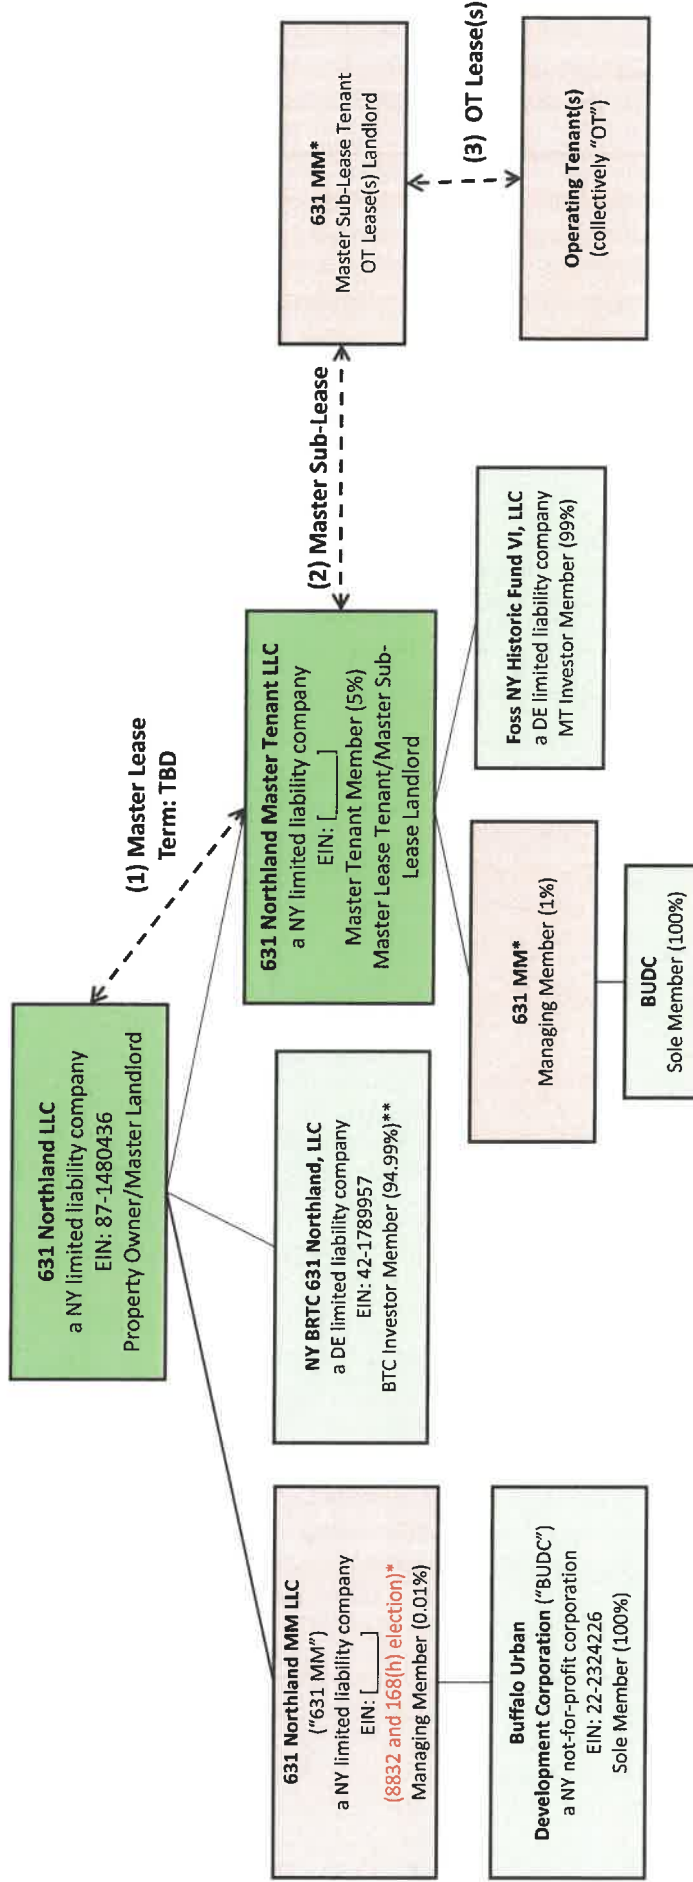 631 Northland LLC
a NY limited liability company
EIN: 87-1480436
Property Owner/Master Landlord
(1) Master Lease
Term: TBD
631 Northland MM LLC
("631 MM")
a NY limited liability company
EIN: [______]
(8832 and 168(h) election)*
Managing Member (0.01%)
Buffalo Urban
Development Corporation ("BUDC")
a NY not-for-profit corporation
EIN: 22-2324226
Sole Member (100%)
NY BRTC 631 Northland, LLC
a DE limited liability company
EIN: 42-1789957
BTC Investor Member (94.99%)**
631 Northland Master Tenant LLC
a NY limited liability company
EIN: [______]
Master Tenant Member (5%)
Master Lease Tenant/Master Sub-
Lease Landlord
631 MM*
Managing Member (1%)
BUDC
Sole Member (100%)
Foss NY Historic Fund VI, LLC
a DE limited liability company
MT Investor Member (99%)
(2) Master Sub-Lease
631 MM*
Master Sub-Lease Tenant
OT Lease(s) Landlord
(3) OT Lease(s)
Operating Tenant(s)
(collectively "OT")